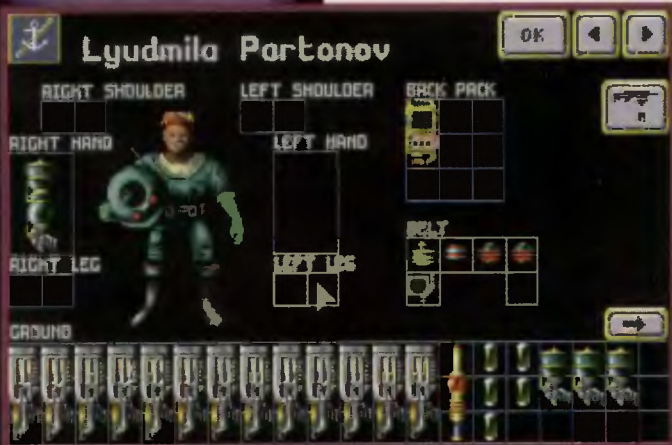 Lyudmila Partonov
OK
RIGHT SHOULDER
LEFT SHOULDER
BACK PACK
RIGHT HAND
LEFT HAND
BELT
RIGHT LEG
LEFT LEG
GROUND